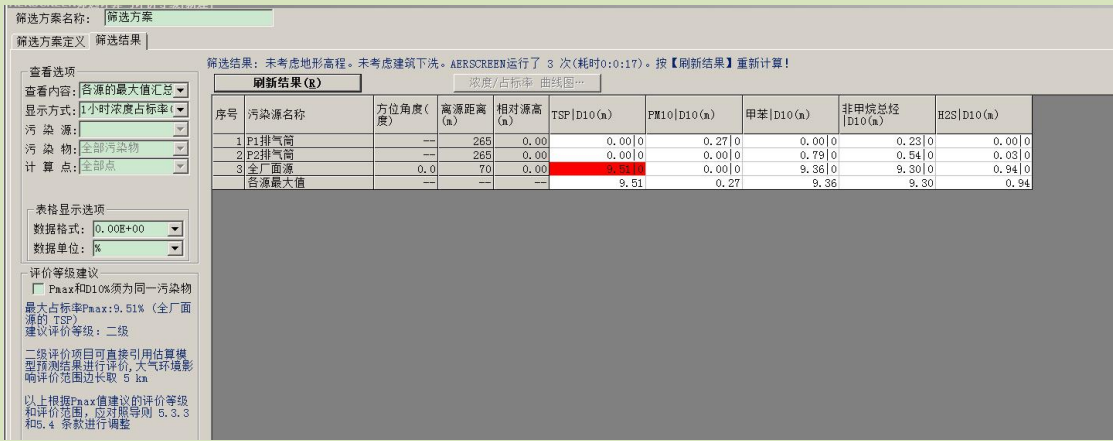 筛选方案名称: 筛选方案
筛选方案定义 筛选结果
筛选结果: 未考虑地形高程。未考虑建筑下洗。AERSCREEN运行了 3 次(耗时0:0:17)。按【刷新结果】重新计算!
刷新结果(R) 浓度/占标率 曲线图…
查看选项
查看内容: 各源的最大值汇总
显示方式: 1小时浓度占标率(
污 染 源:
污 染 物: 全部污染物
计 算 点: 全部点
表格显示选项
数据格式: 0.00E+00
数据单位: %
评价等级建议
Pmax和D10%须为同一污染物
最大占标率Pmax:9.51% (全厂面
源的 TSP)
建议评价等级: 二级
二级评价项目可直接引用估算模
型预测结果进行评价,大气环境影
响评价范围边长取 5 km
以上根据Pmax值建议的评价等级
和评价范围, 应对照导则 5.3.3
和5.4 条款进行调整
序号 污染源名称 方位角度(度) 离源距离(m) 相对源高(m) TSP|D10(m) PM10|D10(m) 甲苯|D10(m) 非甲烷总烃|D10(m) H2S|D10(m)
1 P1排气筒 -- 265 0.00 0.00|0 0.27|0 0.00|0 0.23|0 0.00|0
2 P2排气筒 -- 265 0.00 0.00|0 0.00|0 0.79|0 0.54|0 0.03|0
3 全厂面源 0.0 70 0.00 9.51|0 0.00|0 9.36|0 9.30|0 0.94|0
各源最大值 -- -- -- 9.51 0.27 9.36 9.30 0.94